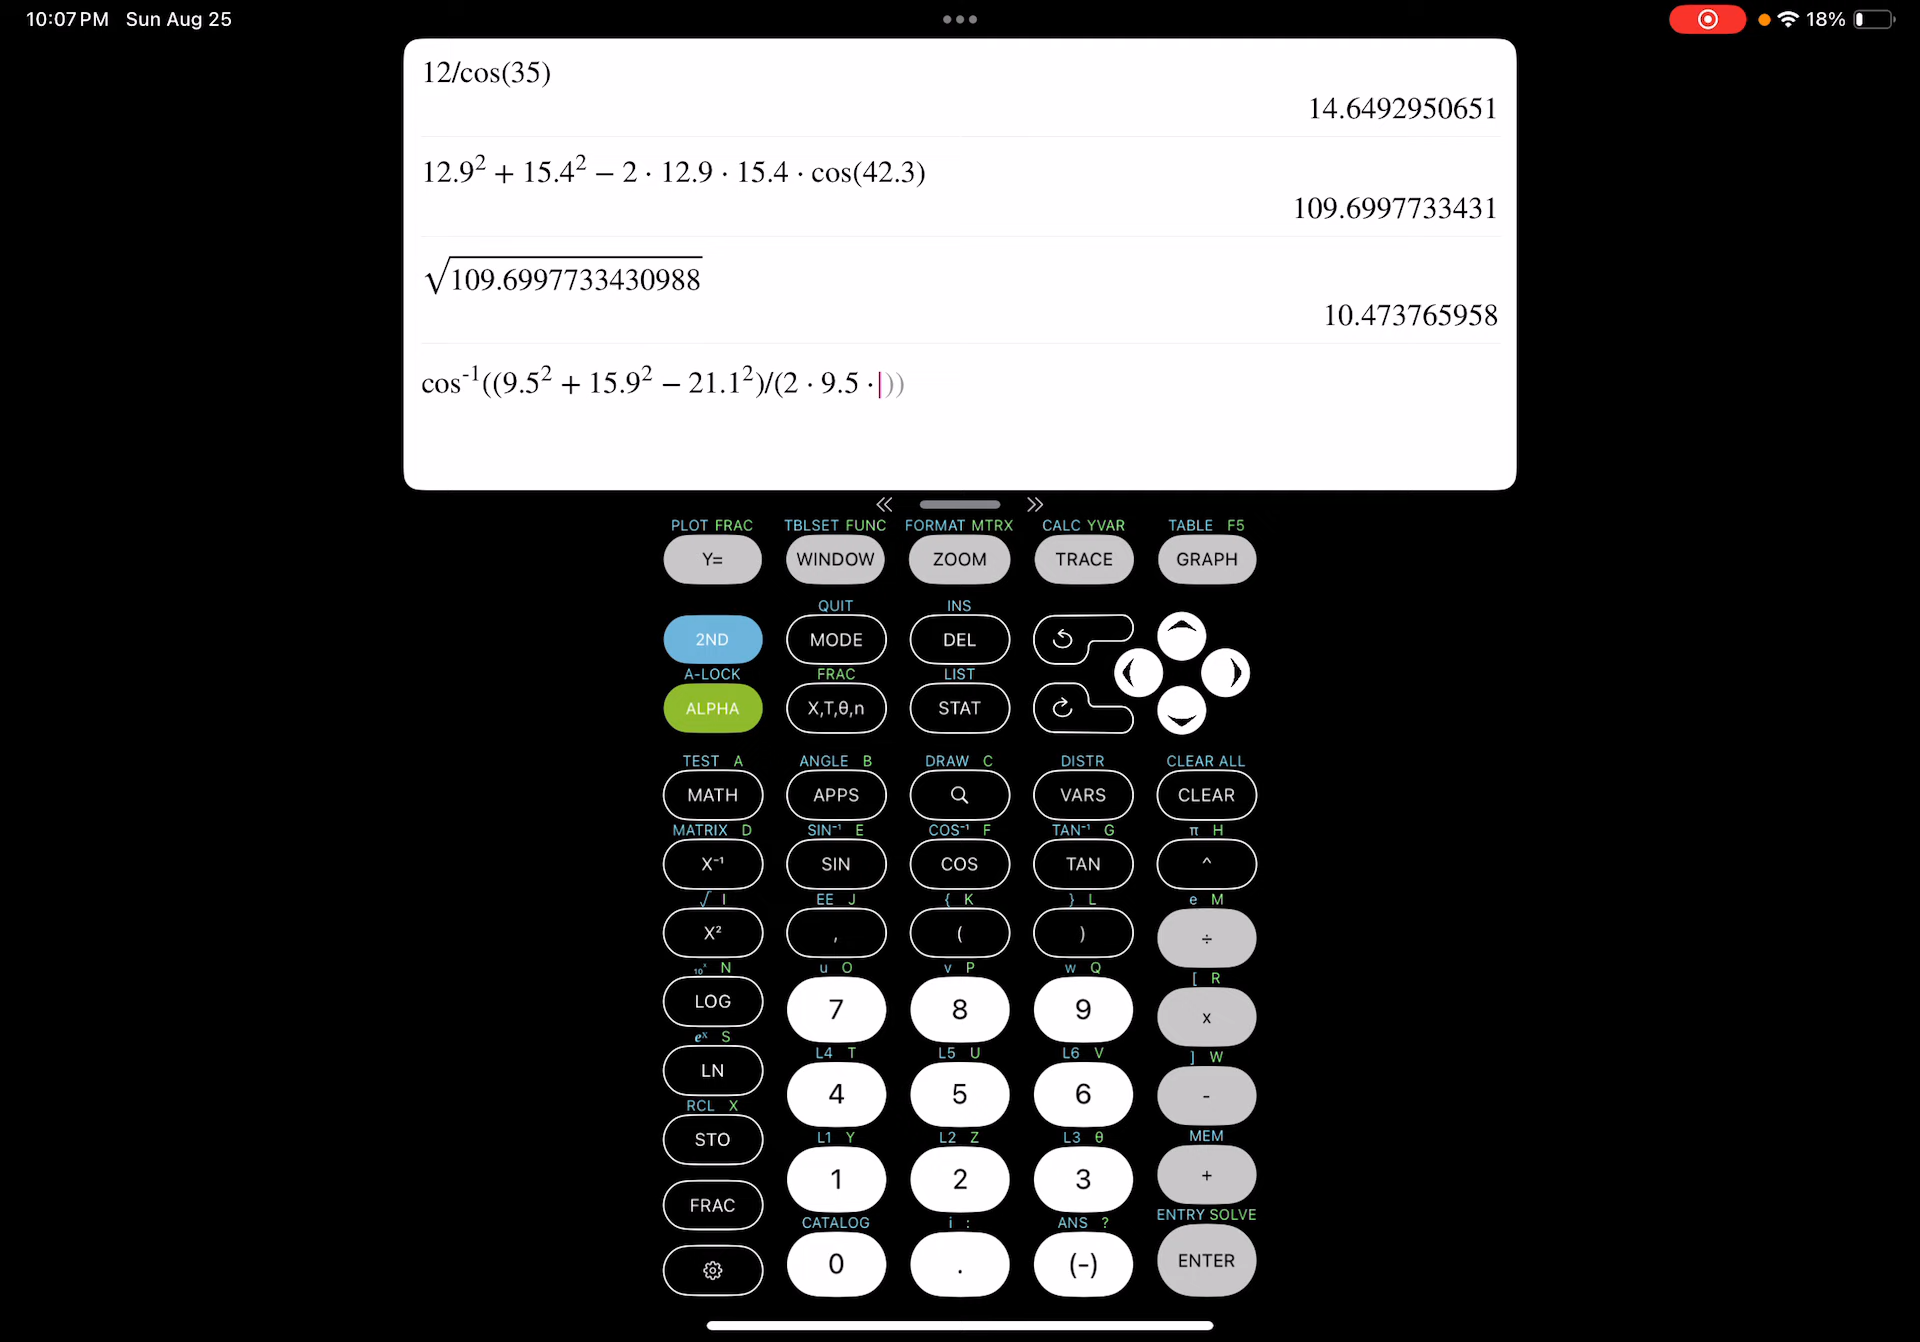 10:07 PM Sun Aug 25
18%
12/cos(35)
14.6492950651
12.9² + 15.4² − 2 · 12.9 · 15.4 · cos(42.3)
109.6997733431
√109.6997733430988
10.473765958
cos⁻¹((9.5² + 15.9² − 21.1²)/(2 · 9.5 ·))
PLOT FRAC TBLSET FUNC FORMAT MTRX CALC YVAR TABLE F5
Y= WINDOW ZOOM TRACE GRAPH
QUIT INS
2ND MODE DEL
A-LOCK FRAC LIST
ALPHA X,T,θ,n STAT
TEST A ANGLE B DRAW C DISTR CLEAR ALL
MATH APPS VARS CLEAR
MATRIX D SIN⁻¹ E COS⁻¹ F TAN⁻¹ G π H
X⁻¹ SIN COS TAN ^
√ I EE J { K } L e M
X² , ( ) ÷
10ˣ N u O v P w Q [ R
LOG 7 8 9 x
eˣ S L4 T L5 U L6 V ] W
LN 4 5 6 -
RCL X L1 Y L2 Z L3 θ MEM
STO 1 2 3 +
CATALOG i : ANS ? ENTRY SOLVE
FRAC 0 . (-) ENTER